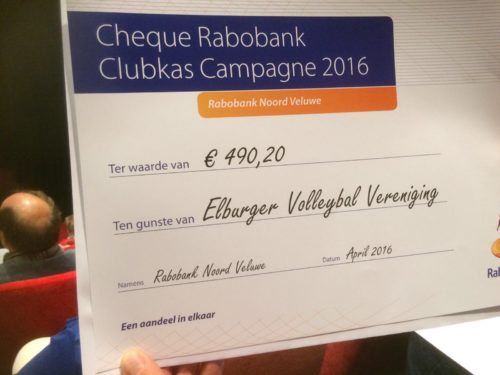 Cheque Rabobank
Clubkas Campagne 2016
Rabobank Noord Veluwe
Ter waarde van € 490,20
Ten gunste van Elburger Volleybal Vereniging
Namens Rabobank Noord Veluwe Datum April 2016
Een aandeel in elkaar